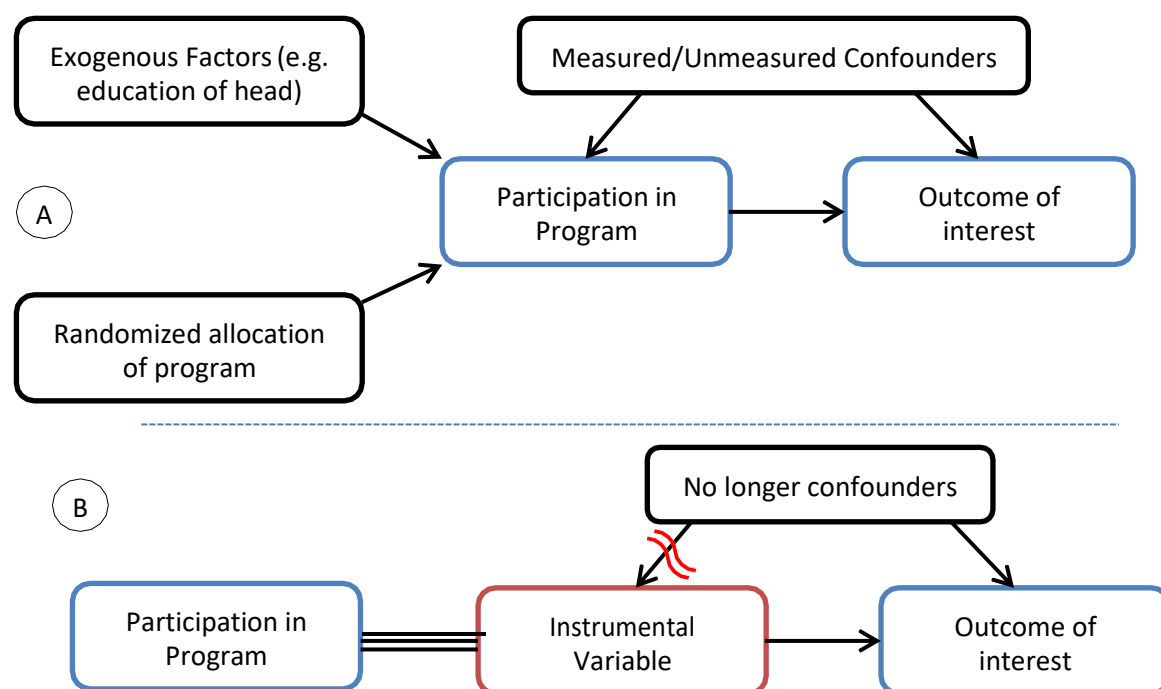 Exogenous Factors (e.g.
education of head)
Measured/Unmeasured Confounders
A
Participation in
Program
Outcome of
interest
Randomized allocation
of program
B
No longer confounders
Participation in
Program
Instrumental
Variable
Outcome of
interest